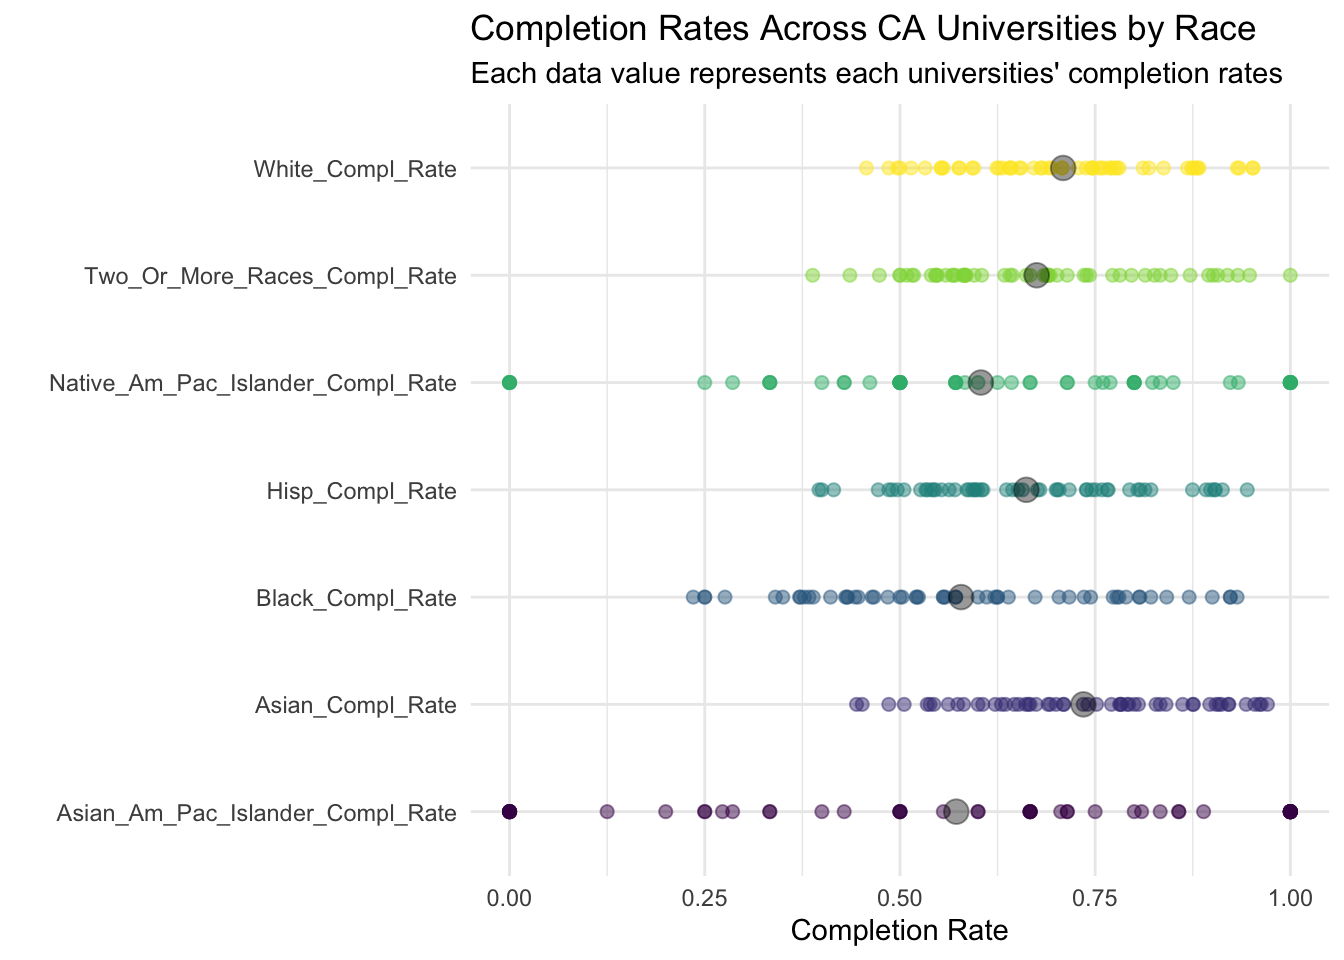 Completion Rates Across CA Universities by Race
Each data value represents each universities' completion rates
White_Compl_Rate
Two_Or_More_Races_Compl_Rate
Native_Am_Pac_Islander_Compl_Rate
Hisp_Compl_Rate
Black_Compl_Rate
Asian_Compl_Rate
Asian_Am_Pac_Islander_Compl_Rate
0.00 0.25 0.50 0.75 1.00
Completion Rate